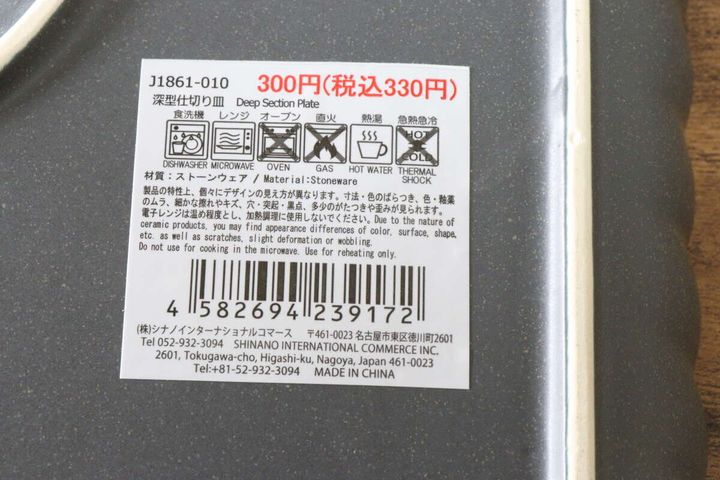 J1861-010 300円(税込330円)
深型仕切り皿 Deep Section Plate
食洗機 レンジ オーブン 直火 熱湯 急熱急冷
HOT COLD
DISHWASHER MICROWAVE OVEN GAS HOT WATER THERMAL SHOCK
材質：ストーンウェア / Material:Stoneware
製品の特性上、個々にデザインの見え方が異なります。寸法・色のばらつき、色・釉薬
のムラ、細かな擦れやキズ、穴・突起・黒点、多少のがたつきや歪みが見られます。
電子レンジは温め程度とし、加熱調理に使用しないでください。Due to the nature of
ceramic products, you may find appearance differences of color, surface, shape,
etc. as well as scratches, slight deformation or wobbling.
Do not use for cooking in the microwave. Use for reheating only.
4 582694 239172
(株)シナノインターナショナルコマース 〒461-0023 名古屋市東区徳川町2601
Tel 052-932-3094 SHINANO INTERNATIONAL COMMERCE INC.
2601, Tokugawa-cho, Higashi-ku, Nagoya, Japan 461-0023
Tel:+81-52-932-3094 MADE IN CHINA